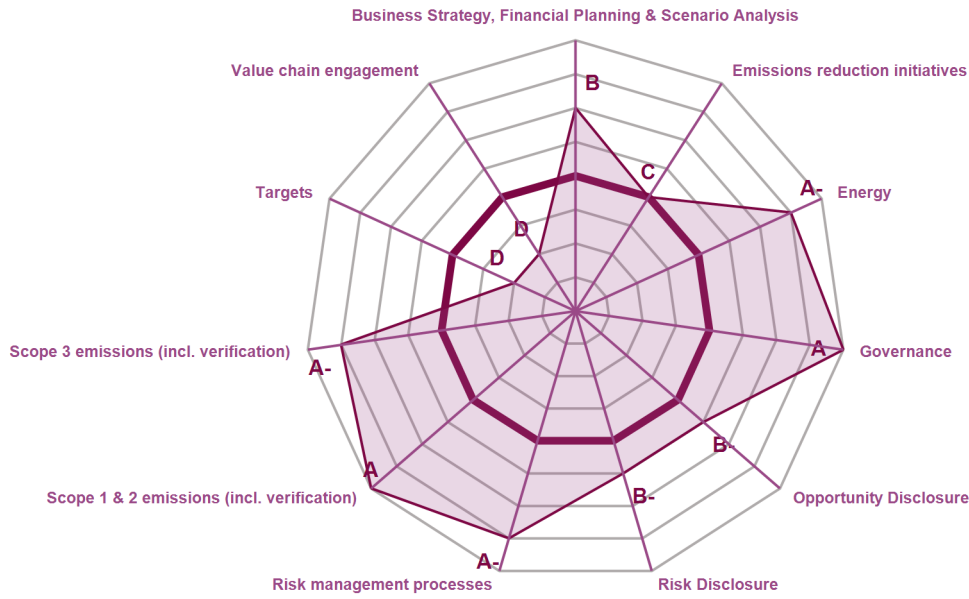 Business Strategy, Financial Planning & Scenario Analysis
Value chain engagement
Emissions reduction initiatives
B
C
A-
Targets
Energy
D
D
Scope 3 emissions (incl. verification)
A-
A
Governance
B-
A
Scope 1 & 2 emissions (incl. verification)
B-
Opportunity Disclosure
A-
Risk management processes
Risk Disclosure